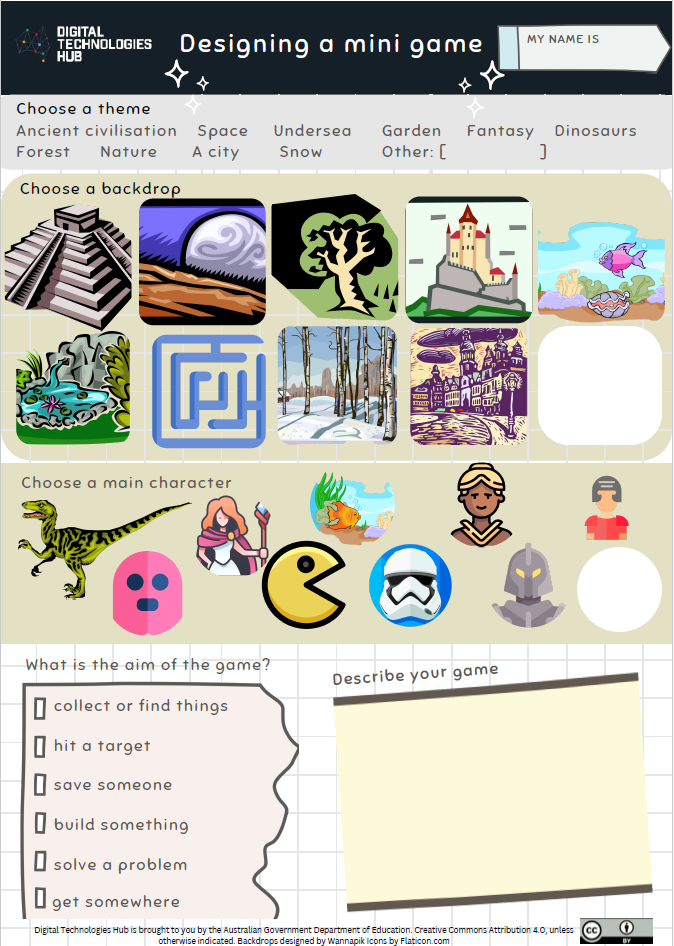 DIGITAL
TECHNOLOGIES
HUB
Designing a mini game
MY NAME IS
Choose a theme
Ancient civilisation Space Undersea Garden Fantasy Dinosaurs
Forest Nature A city Snow Other: [ ]
Choose a backdrop
Choose a main character
What is the aim of the game?
collect or find things
hit a target
save someone
build something
solve a problem
get somewhere
Describe your game
Digital Technologies Hub is brought to you by the Australian Government Department of Education. Creative Commons Attribution 4.0, unless
otherwise indicated. Backdrops designed by Wannapik Icons by Flaticon.com
cc
BY